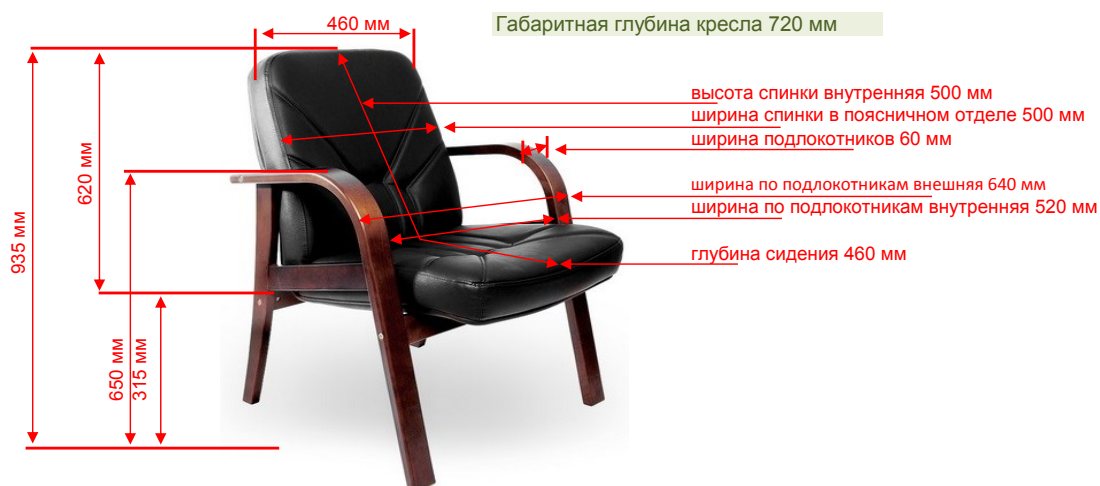 460 мм
Габаритная глубина кресла 720 мм
высота спинки внутренняя 500 мм
ширина спинки в поясничном отделе 500 мм
ширина подлокотников 60 мм
ширина по подлокотникам внешняя 640 мм
ширина по подлокотникам внутренняя 520 мм
глубина сидения 460 мм
935 мм
620 мм
650 мм
315 мм